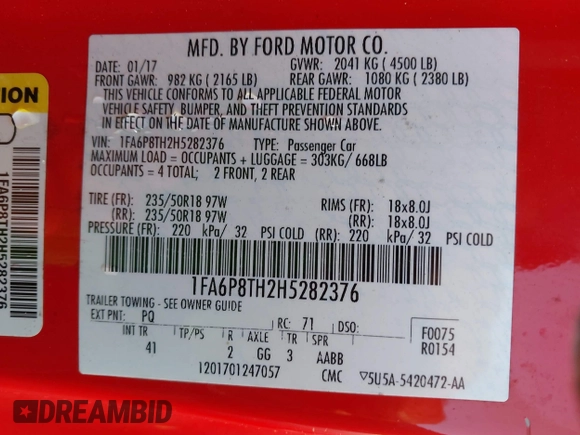 MFD. BY FORD MOTOR CO.
DATE: 01/17 GVWR: 2041 KG ( 4500 LB)
FRONT GAWR: 982 KG ( 2165 LB) REAR GAWR: 1080 KG ( 2380 LB)
THIS VEHICLE CONFORMS TO ALL APPLICABLE FEDERAL MOTOR
VEHICLE SAFETY, BUMPER, AND THEFT PREVENTION STANDARDS
IN EFFECT ON THE DATE OF MANUFACTURE SHOWN ABOVE.
VIN: 1FA6P8TH2H5282376 TYPE: Passenger Car
MAXIMUM LOAD = OCCUPANTS + LUGGAGE = 303KG/ 668LB
OCCUPANTS = 4 TOTAL; 2 FRONT, 2 REAR
TIRE (FR): 235/50R18 97W RIMS (FR): 18x8.0J
(RR): 235/50R18 97W (RR): 18x8.0J
PRESSURE (FR): 220 kPa/ 32 PSI COLD (RR): 220 kPa/ 32 PSI COLD
1FA6P8TH2H5282376
TRAILER TOWING - SEE OWNER GUIDE
EXT PNT: PQ RC: 71 DSO: F0075
INT TR TP/PS R AXLE TR SPR R0154
41 2 GG 3 AABB
I201701247057 CMC ▽5U5A-5420472-AA
ION
1FA6P8TH2H5282376
DREAMBID